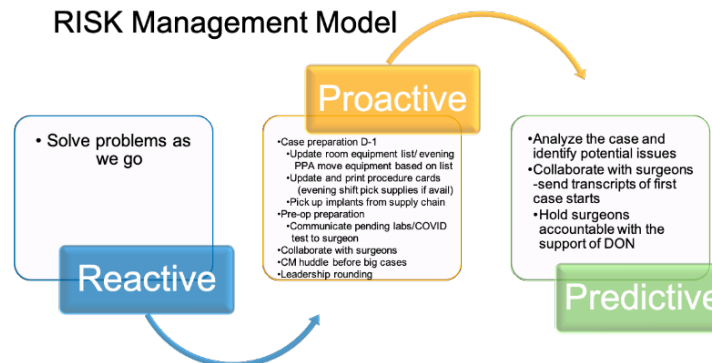 RISK Management Model
• Solve problems as
we go
Reactive
Proactive
•Case preparation D-1
•Update room equipment list/ evening
PPA move equipment based on list
•Update and print procedure cards
(evening shift pick supplies if avail)
•Pick up implants from supply chain
•Pre-op preparation
•Communicate pending labs/COVID
test to surgeon
•Collaborate with surgeons
•CM huddle before big cases
•Leadership rounding
•Analyze the case and
identify potential issues
•Collaborate with surgeons
-send transcripts of first
case starts
•Hold surgeons
accountable with the
support of DON
Predictive